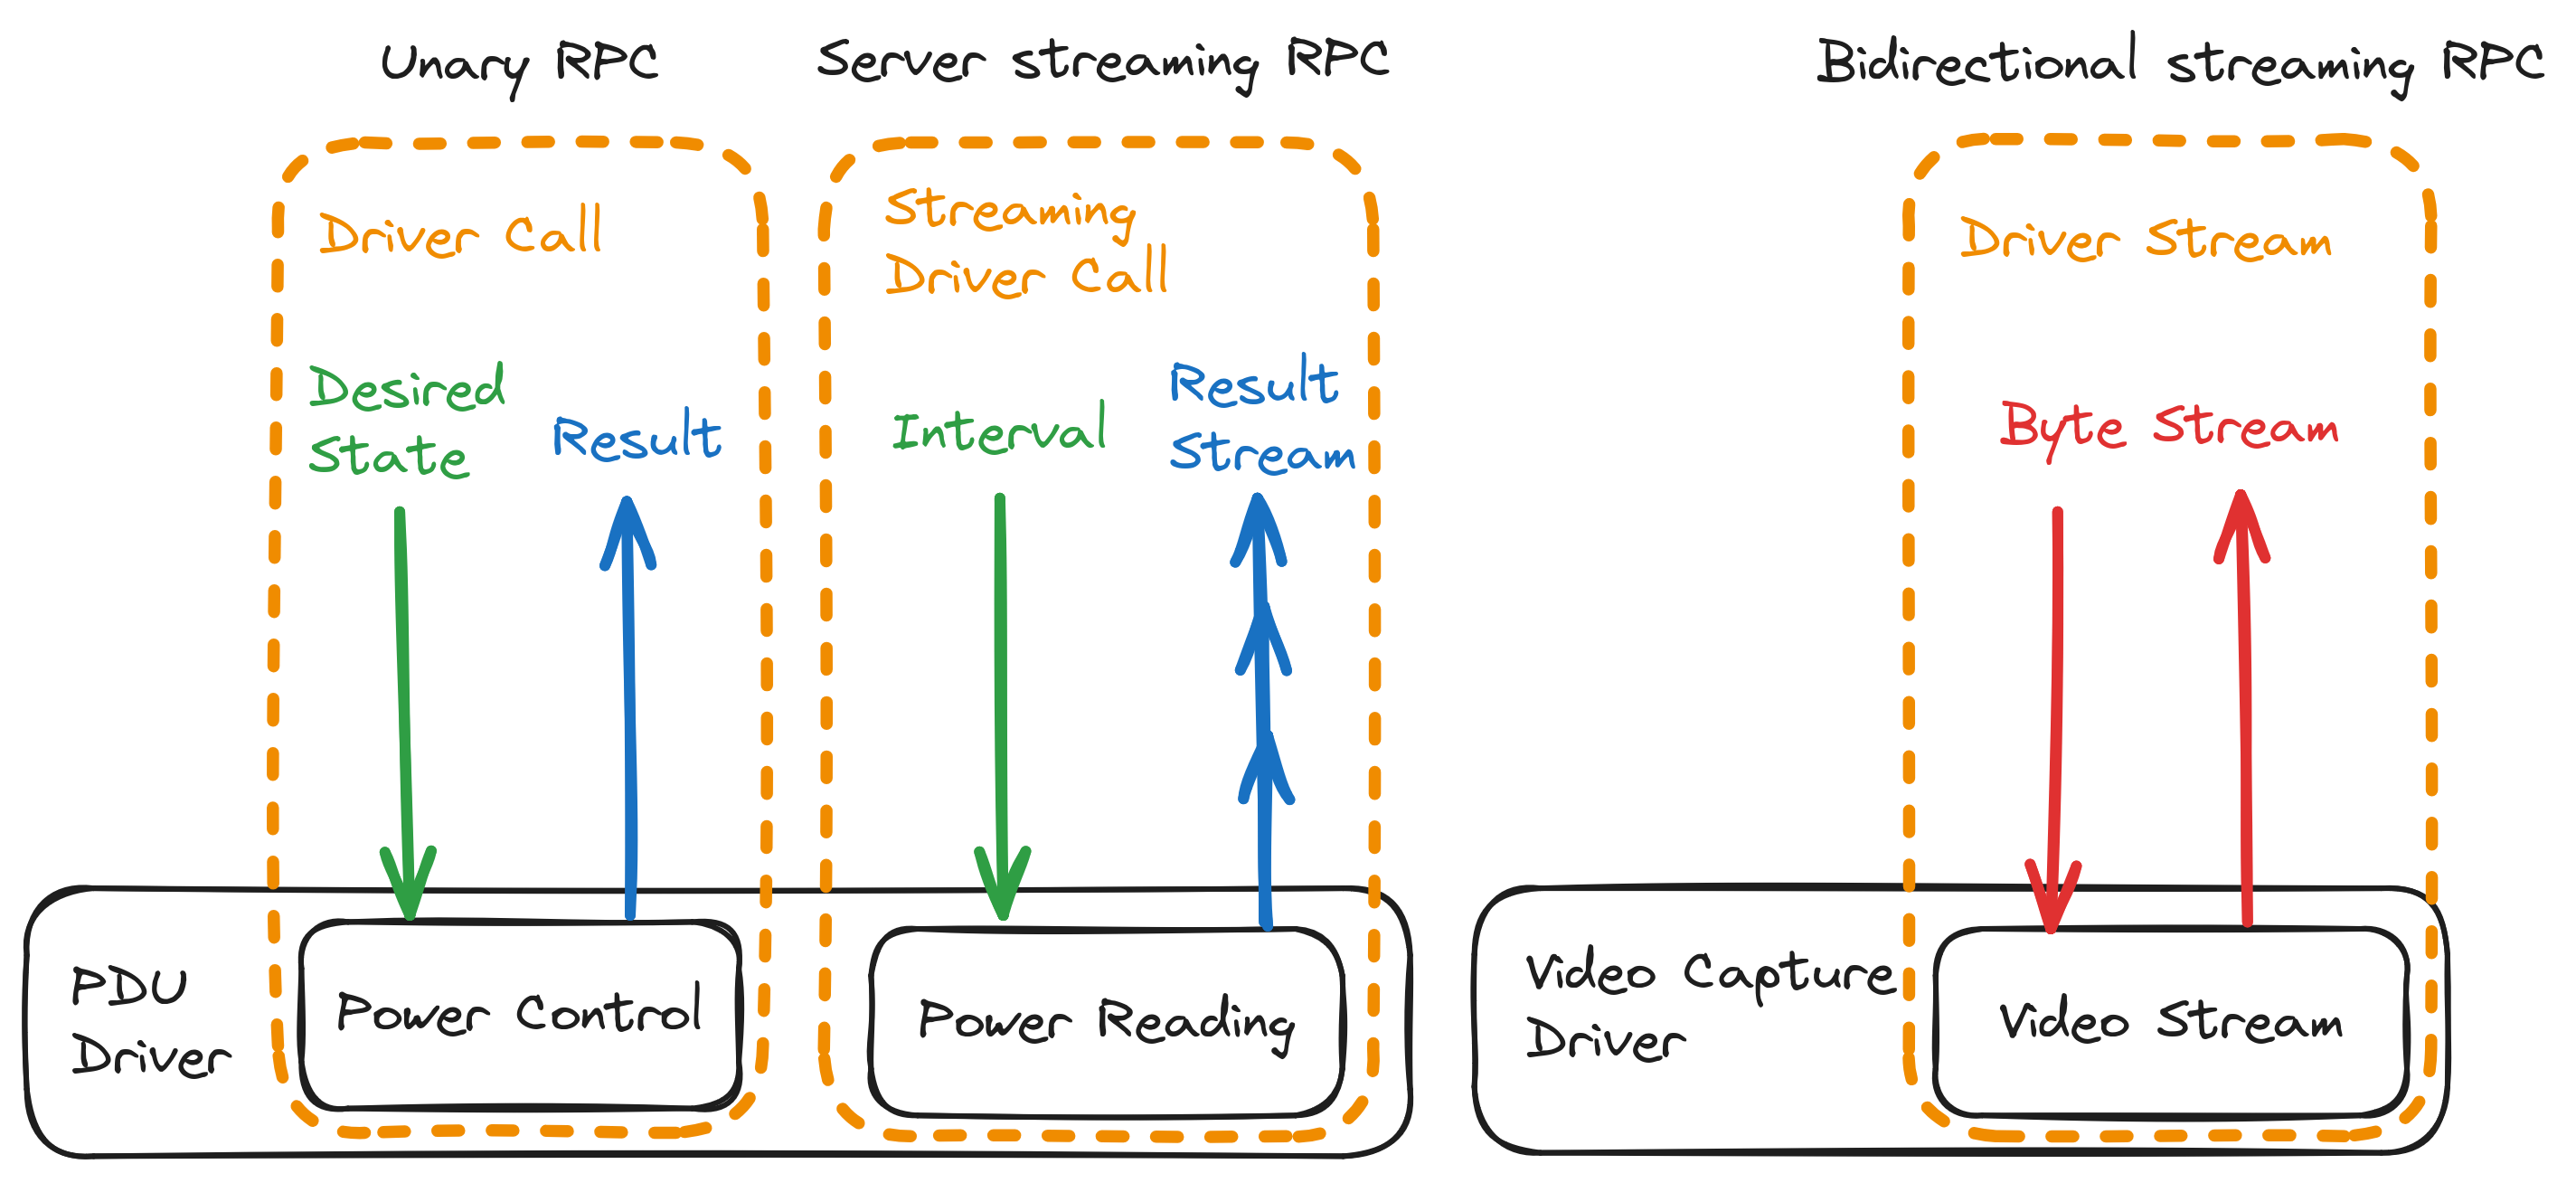 Unary RPC
Server streaming RPC
Bidirectional streaming RPC
Driver Call
Streaming
Driver Call
Driver Stream
Desired
State
Result
Interval
Result
Stream
Byte Stream
PDU
Driver
Power Control
Power Reading
Video Capture
Driver
Video Stream